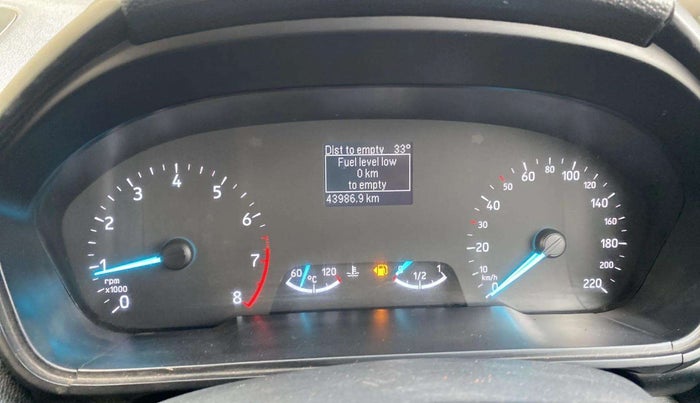 Dist to empty 33°
Fuel level low
0 km
to empty
43986.9 km
0 1 2 3 4 5 6 7 8
rpm
x1000
60 °C 120
0 1/2 1
0 10 20 30 40 50 60 80 100 120 140 160 180 200 220
km/h